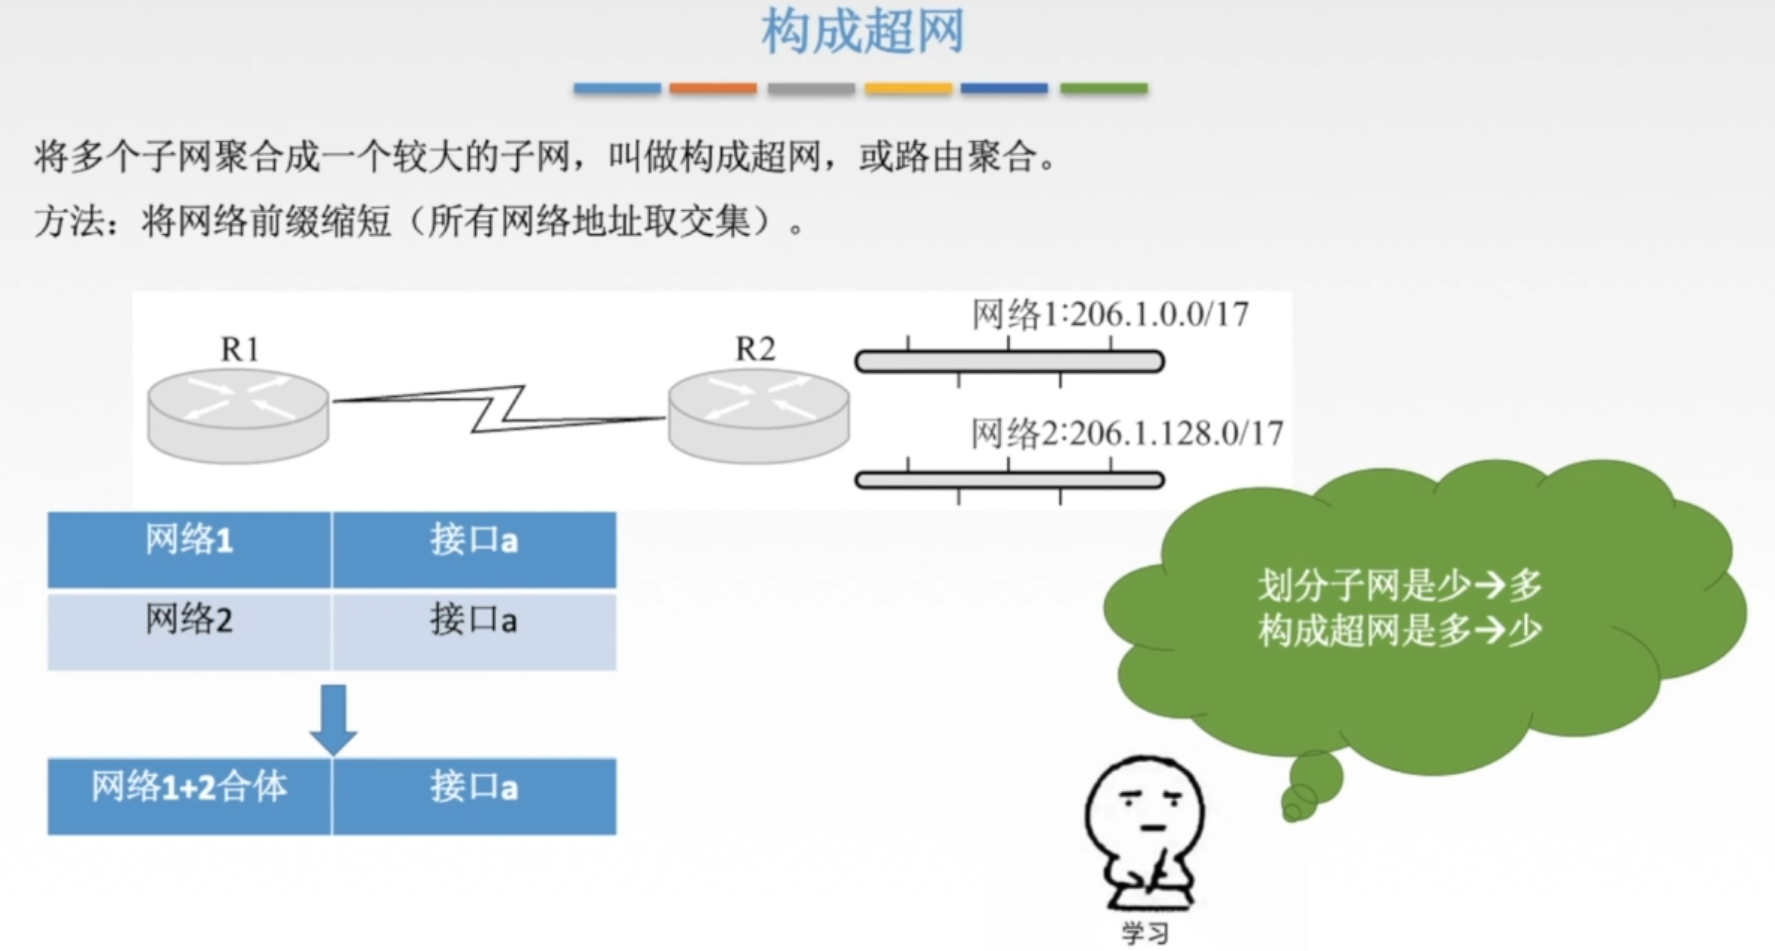 构成超网
将多个子网聚合成一个较大的子网，叫做构成超网，或路由聚合。
方法：将网络前缀缩短（所有网络地址取交集）。
R1
R2
网络1:206.1.0.0/17
网络2:206.1.128.0/17
网络1 接口a
网络2 接口a
网络1+2合体 接口a
划分子网是少→多
构成超网是多→少
学习